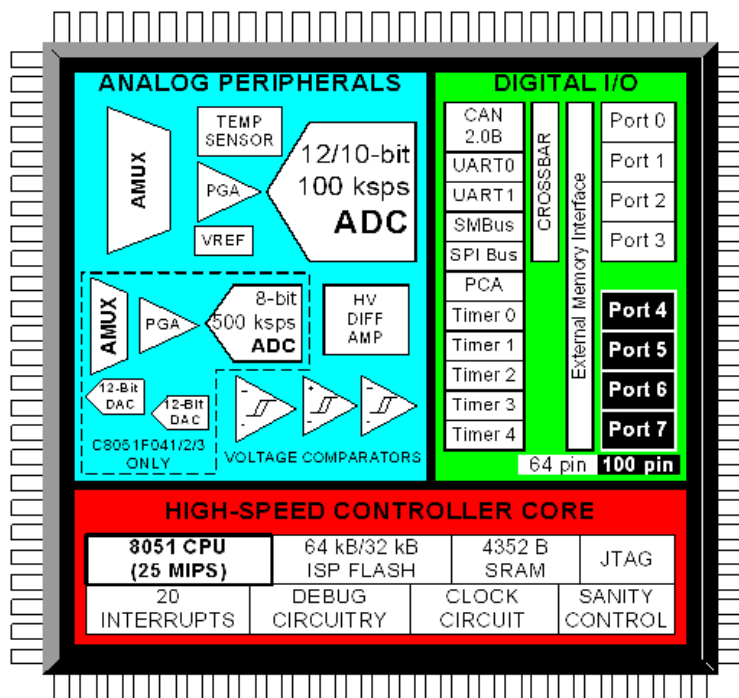 ANALOG PERIPHERALS
TEMP
SENSOR
AMUX
PGA
VREF
12/10-bit
100 ksps
ADC
AMUX
PGA
8-bit
500 ksps
ADC
HV
DIFF
AMP
12-Bit
DAC
12-Bit
DAC
C8051F041/2/3
ONLY
- + -
VOLTAGE COMPARATORS
DIGITAL I/O
CAN
2.0B
UART0
UART1
SMBus
SPI Bus
PCA
Timer 0
Timer 1
Timer 2
Timer 3
Timer 4
CROSSBAR
External Memory Interface
Port 0
Port 1
Port 2
Port 3
Port 4
Port 5
Port 6
Port 7
64 pin 100 pin
HIGH-SPEED CONTROLLER CORE
8051 CPU
(25 MIPS)
64 kB/32 kB
ISP FLASH
4352 B
SRAM
JTAG
20
INTERRUPTS
DEBUG
CIRCUITRY
CLOCK
CIRCUIT
SANITY
CONTROL